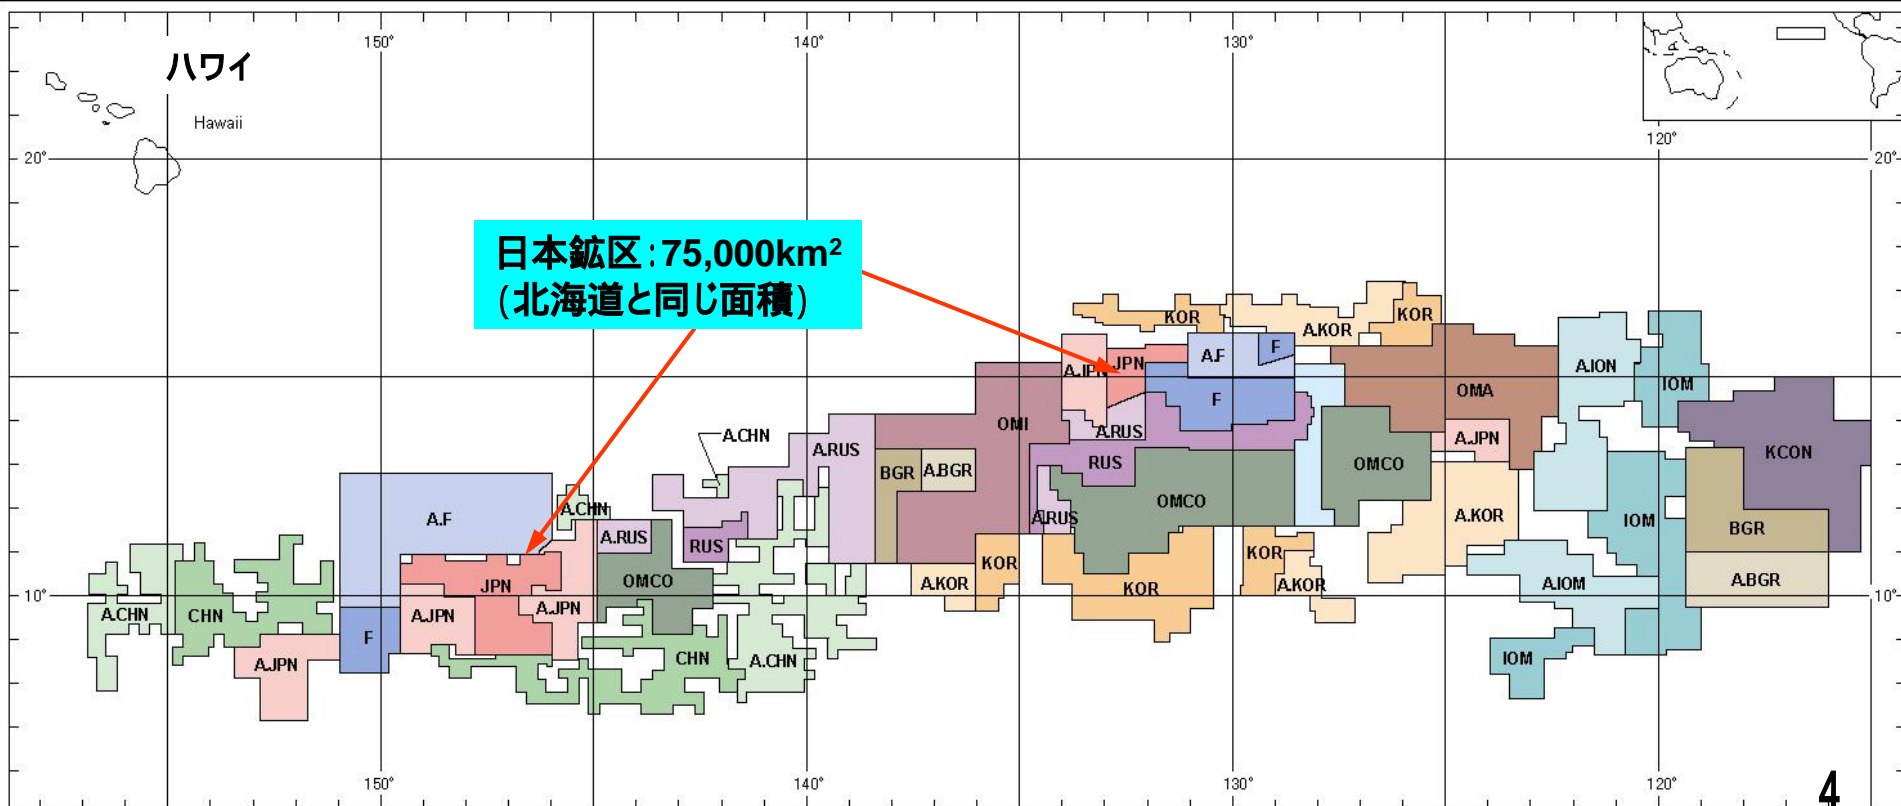 150°
140°
130°
ハワイ
Hawaii
120°
20°
20°
日本鉱区:75,000km²
(北海道と同じ面積)
KOR
A.KOR
KOR
A.JPN
JPN
A.F
F
A.ION
IOM
OMA
F
OMI
A.CHN
A.RUS
A.RUS
A.JPN
KCON
BGR
A.BGR
RUS
OMCO
OMCO
A.F
A.CHN
A.RUS
A.RUS
A.KOR
IOM
BGR
RUS
KOR
KOR
JPN
OMCO
A.KOR
KOR
A.KOR
A.IOM
A.BGR
10°
10°
A.CHN
CHN
A.JPN
A.JPN
F
A.JPN
CHN
A.CHN
IOM
150°
140°
130°
120°
4